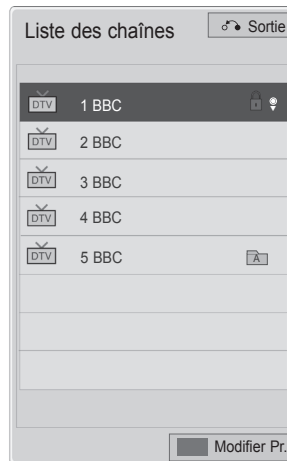 Liste des chaînes Sortie
DTV 1 BBC
DTV 2 BBC
DTV 3 BBC
DTV 4 BBC
DTV 5 BBC A
Modifier Pr.